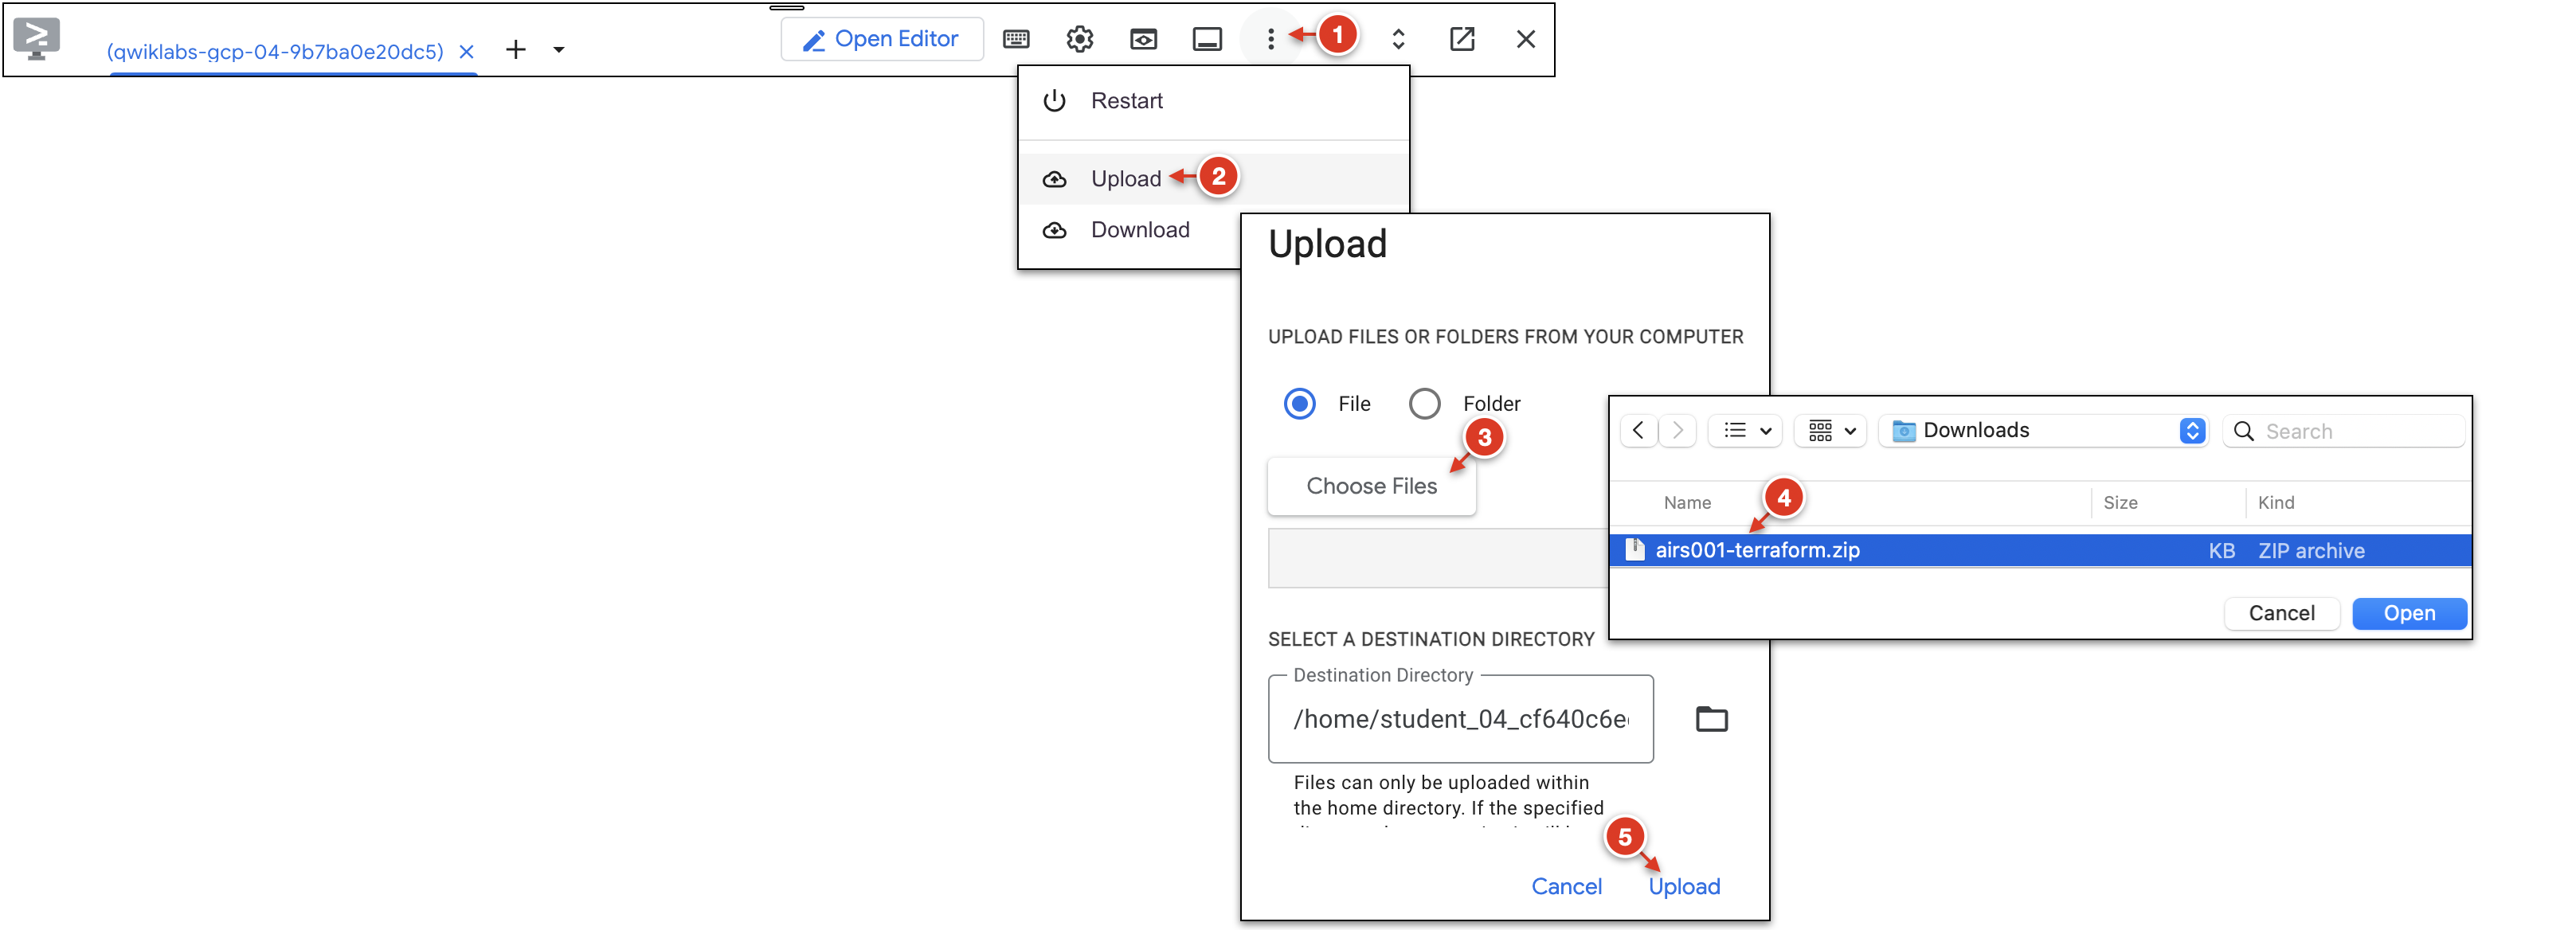 (qwiklabs-gcp-04-9b7ba0e20dc5)
Open Editor
1
Restart
Upload
2
Download
Upload
UPLOAD FILES OR FOLDERS FROM YOUR COMPUTER
File
Folder
3
Choose Files
Downloads
Search
Name
4
Size
Kind
airs001-terraform.zip
KB
ZIP archive
Cancel
Open
SELECT A DESTINATION DIRECTORY
Destination Directory
/home/student_04_cf640c6e
Files can only be uploaded within
the home directory. If the specified
5
Cancel
Upload